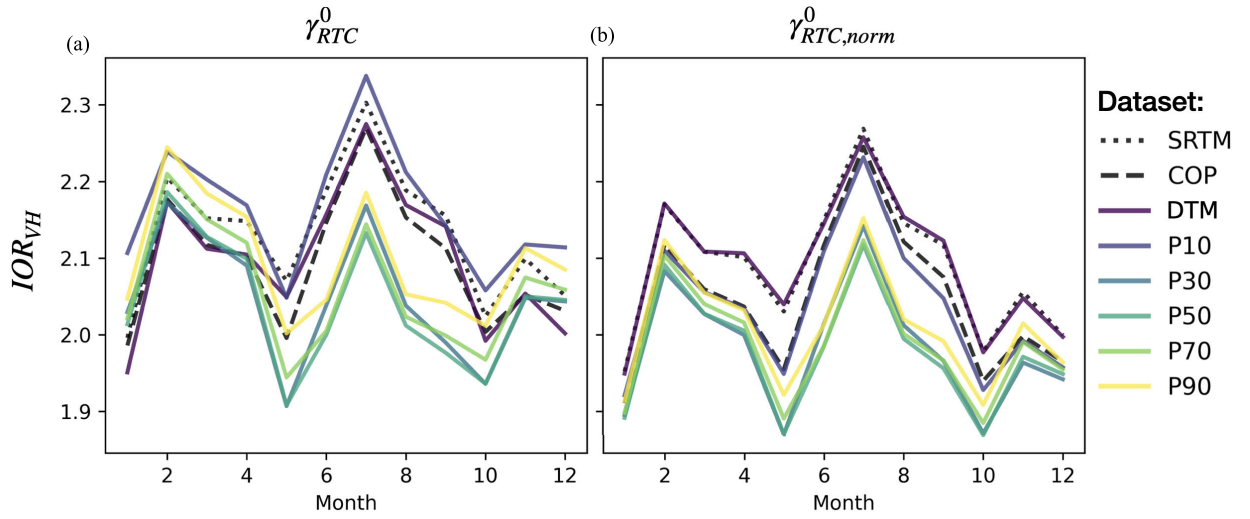 (a)
γ⁰RTC
(b)
γ⁰RTC,norm
IORVH
2.3
2.2
2.1
2.0
1.9
2 4 6 8 10 12
Month
2 4 6 8 10 12
Month
Dataset:
SRTM
COP
DTM
P10
P30
P50
P70
P90